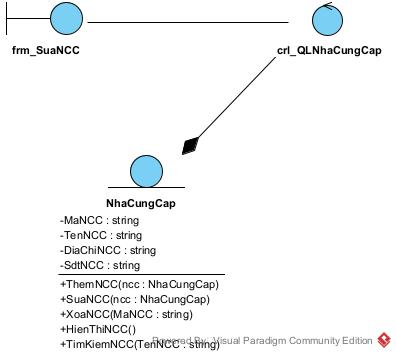 frm_SuaNCC
crl_QLNhaCungCap
NhaCungCap
-MaNCC : string
-TenNCC : string
-DiaChiNCC : string
-SdtNCC : string
+ThemNCC(ncc : NhaCungCap)
+SuaNCC(ncc : NhaCungCap)
+XoaNCC(MaNCC : string)
+HienThiNCC()
Powered By: Visual Paradigm Community Edition
+TimKiemNCC(TenNCC : string)